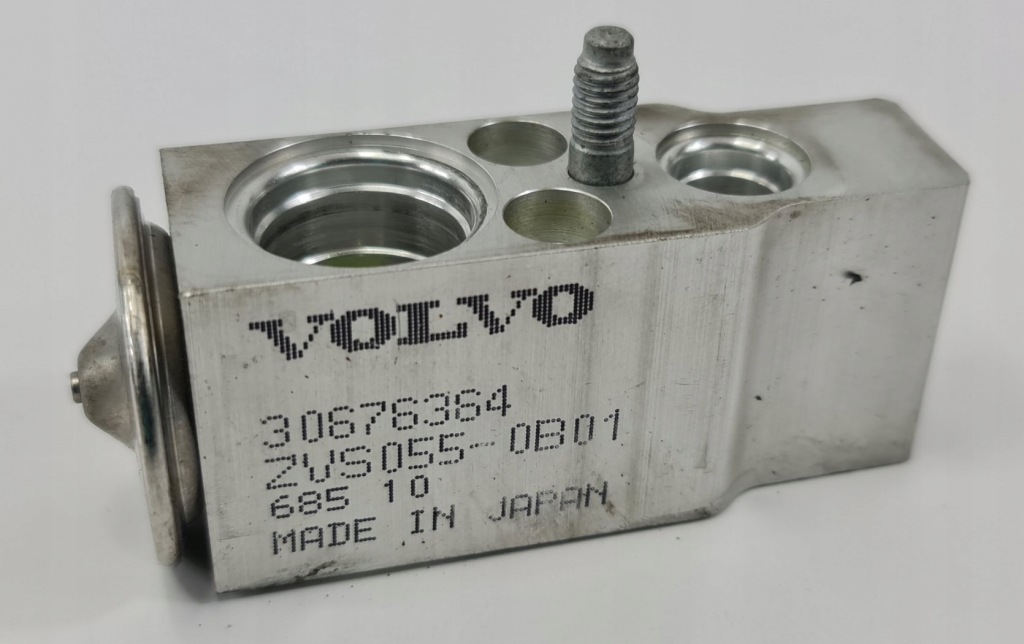 VOLVO
30676364
ZVS055-0B01
685 10
MADE IN JAPAN